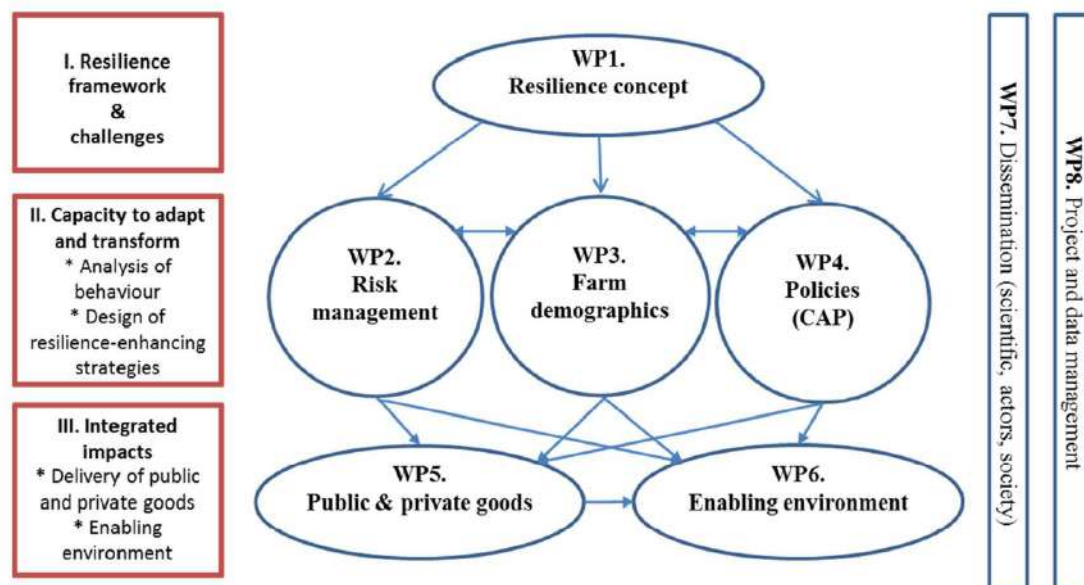 I. Resilience
framework
&
challenges
II. Capacity to adapt
and transform
* Analysis of
behaviour
* Design of
resilience-enhancing
strategies
III. Integrated
impacts
* Delivery of public
and private goods
* Enabling
environment
WP1.
Resilience concept
WP2.
Risk
management
WP3.
Farm
demographics
WP4.
Policies
(CAP)
WP5.
Public & private goods
WP6.
Enabling environment
WP7. Dissemination (scientific, actors, society)
WP8. Project and data management